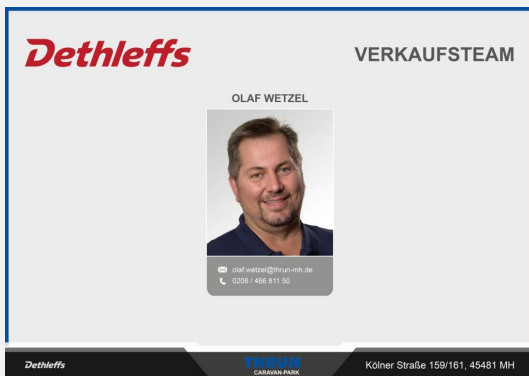 Dethleffs
VERKAUFSTEAM
OLAF WETZEL
olaf.wetzel@thrun-mh.de
0208 / 466 811 50
Dethleffs
THRUN
CARAVAN-PARK
Kölner Straße 159/161, 45481 MH